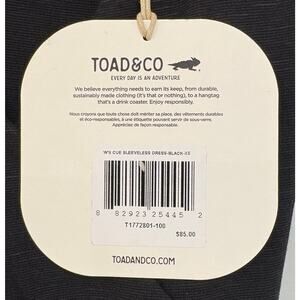 TOAD&CO
EVERY DAY IS AN ADVENTURE
We believe everything needs to earn its keep, from durable,
sustainably made clothing (it's that or nothing), to a hangtag
that's a drink coaster. Enjoy responsibly.
Nous croyons que toute chose doit mériter sa place, des vêtements durables
et éco-responsables, à une étiquette pouvant servir de sous-verre.
Appréciez de façon responsable.
W'S CUE SLEEVELESS DRESS-BLACK-XS
8 82923 25445 2
T1772801-100
$85.00
TOADANDCO.COM